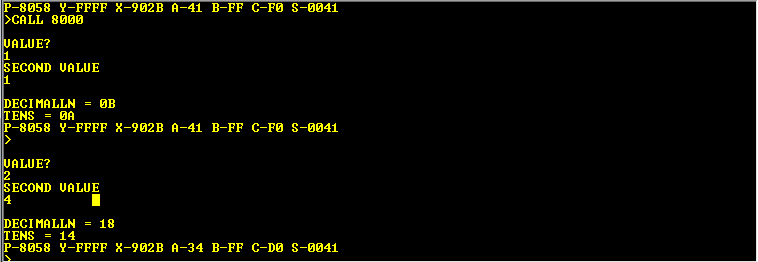 P-8058 Y-FFFF X-902B A-41 B-FF C-F0 S-0041
>CALL 8000
VALUE?
1
SECOND VALUE
1
DECIMALLN = 0B
TENS = 0A
P-8058 Y-FFFF X-902B A-41 B-FF C-F0 S-0041
>
VALUE?
2
SECOND VALUE
4
DECIMALLN = 18
TENS = 14
P-8058 Y-FFFF X-902B A-34 B-FF C-D0 S-0041
>